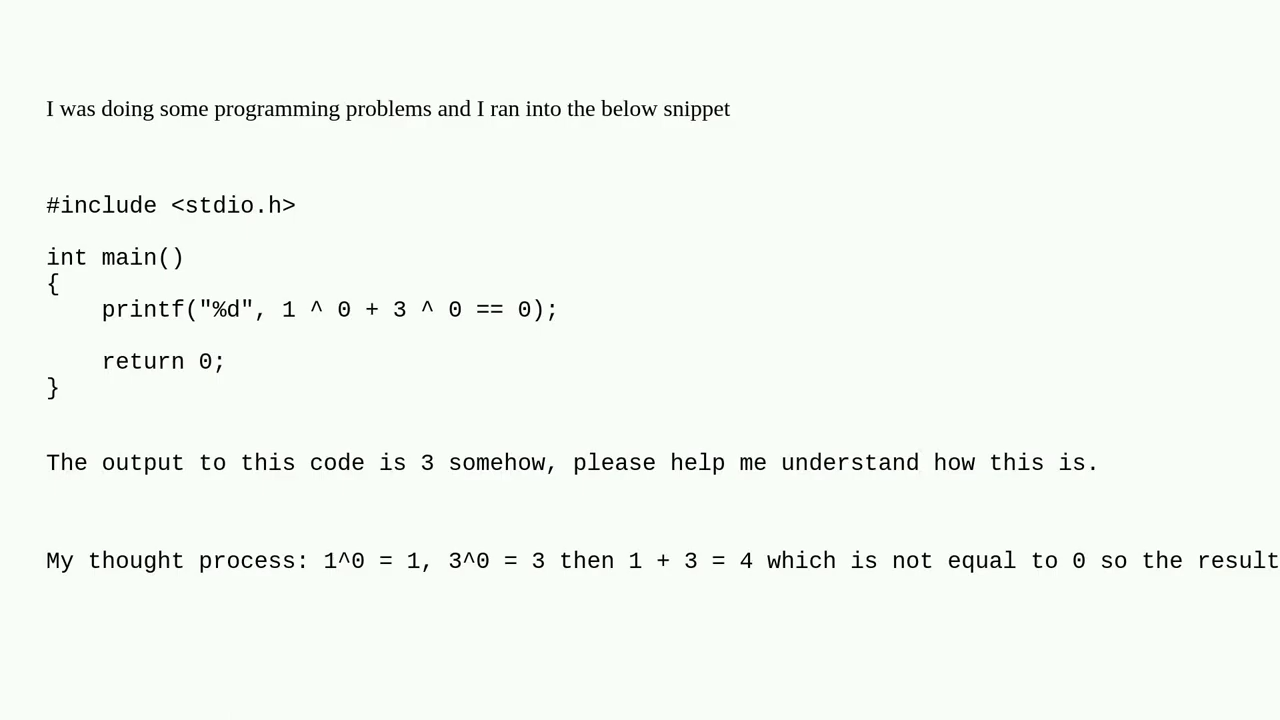 I was doing some programming problems and I ran into the below snippet
#include <stdio.h>
int main()
{
    printf("%d", 1 ^ 0 + 3 ^ 0 == 0);
    return 0;
}
The output to this code is 3 somehow, please help me understand how this is.
My thought process: 1^0 = 1, 3^0 = 3 then 1 + 3 = 4 which is not equal to 0 so the result